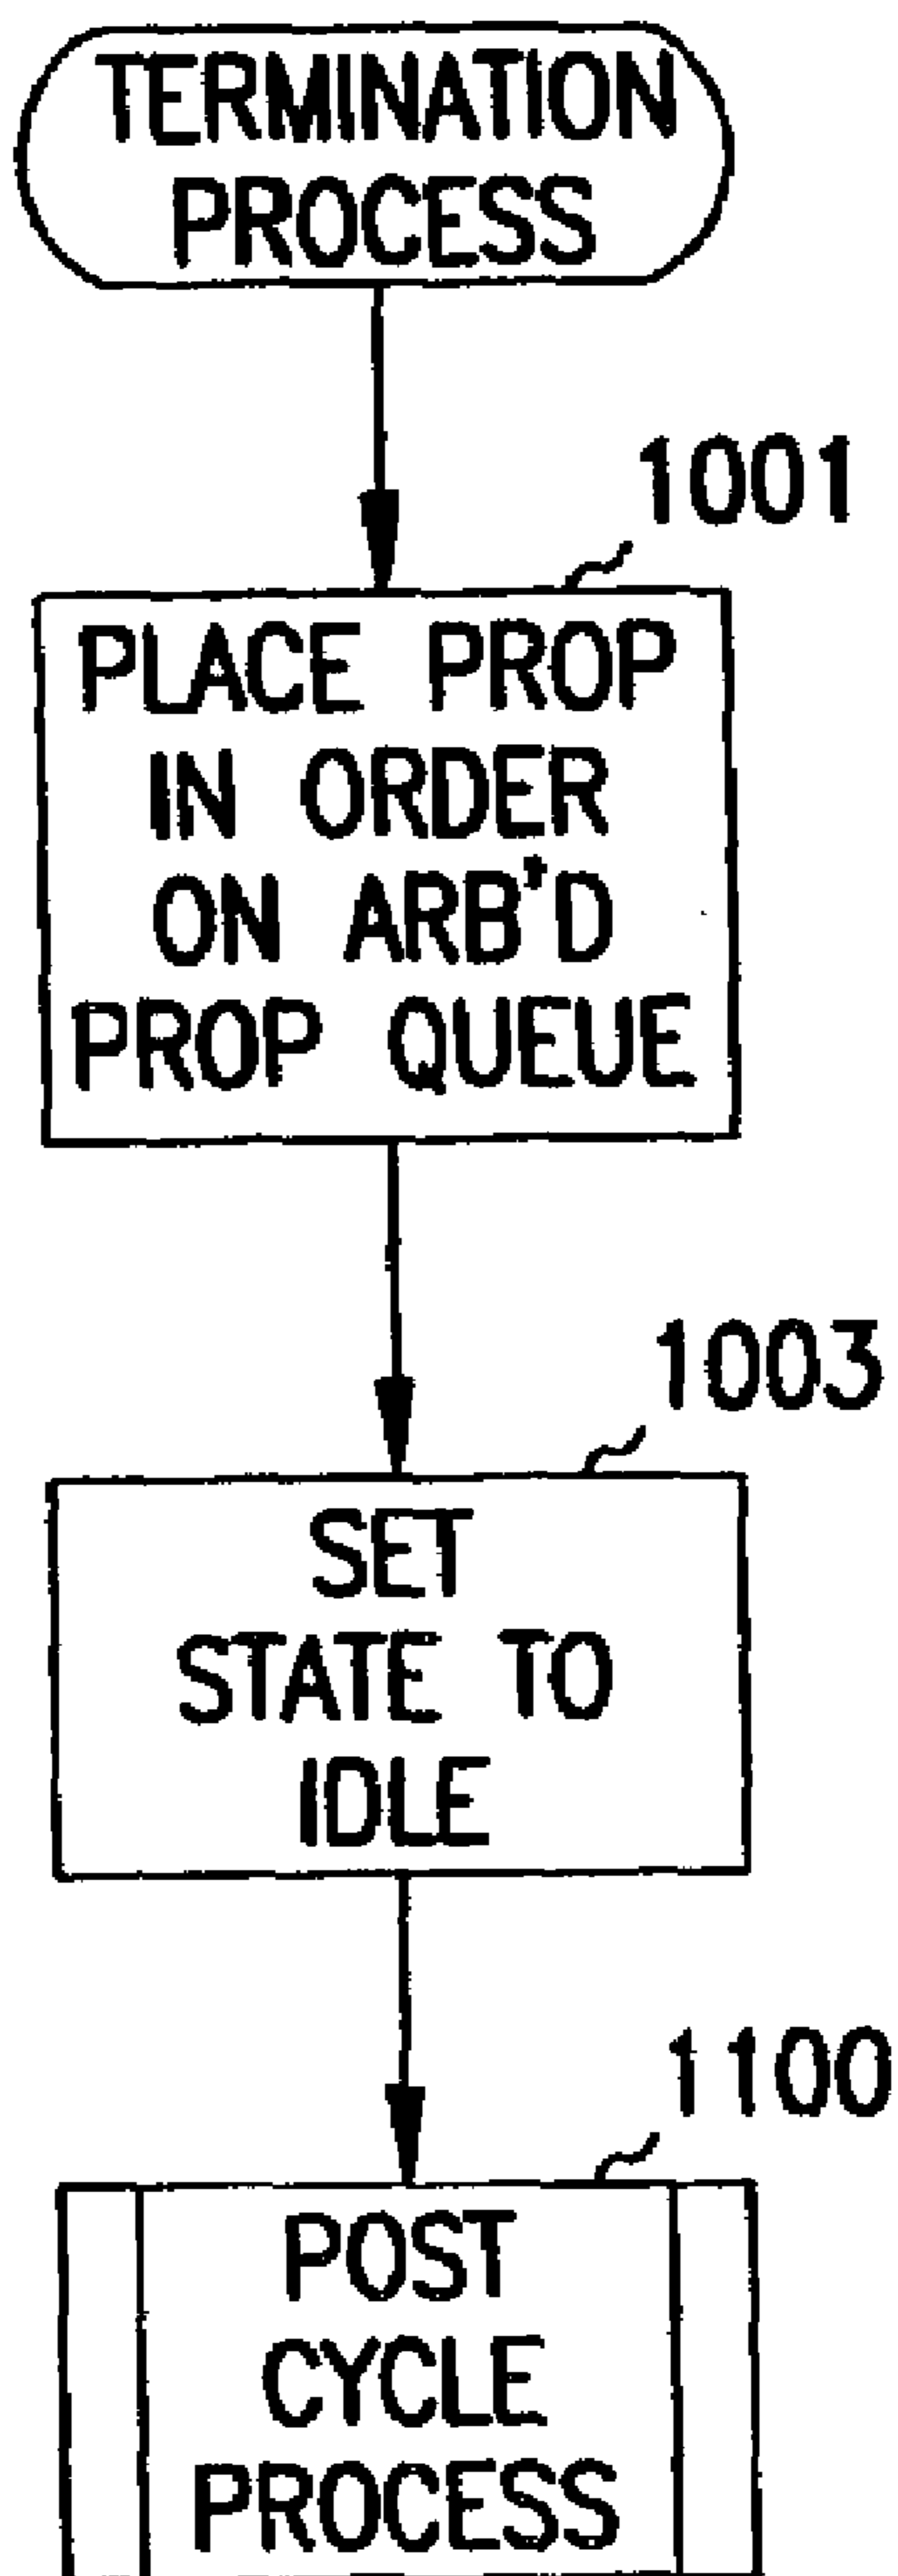 TERMINATION
PROCESS
1001
PLACE PROP
IN ORDER
ON ARB'D
PROP QUEUE
1003
SET
STATE TO
IDLE
1100
POST
CYCLE
PROCESS